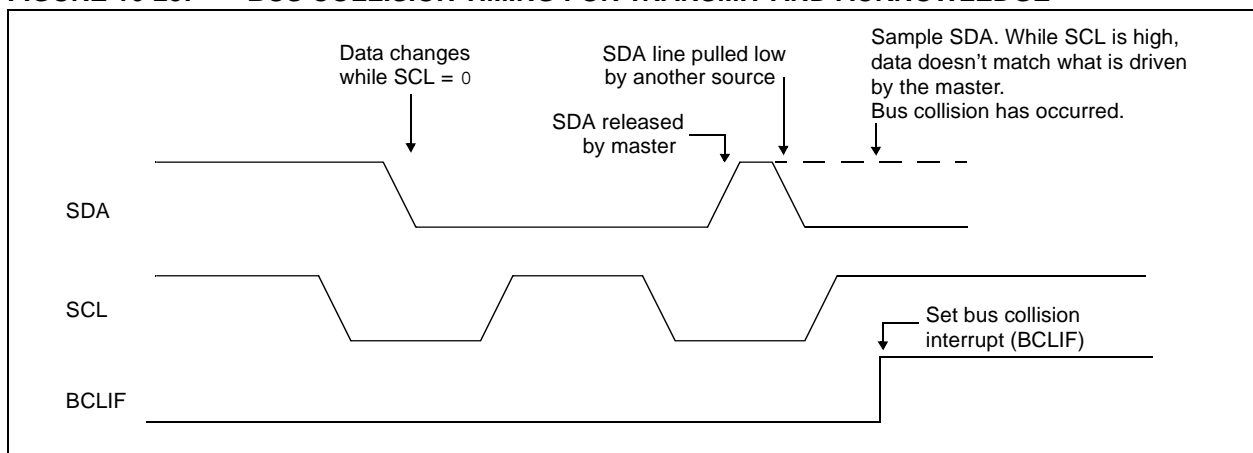 Data changes
while SCL = 0
SDA line pulled low
by another source
SDA released
by master
Sample SDA. While SCL is high,
data doesn't match what is driven
by the master.
Bus collision has occurred.
SDA
SCL
Set bus collision
interrupt (BCLIF)
BCLIF